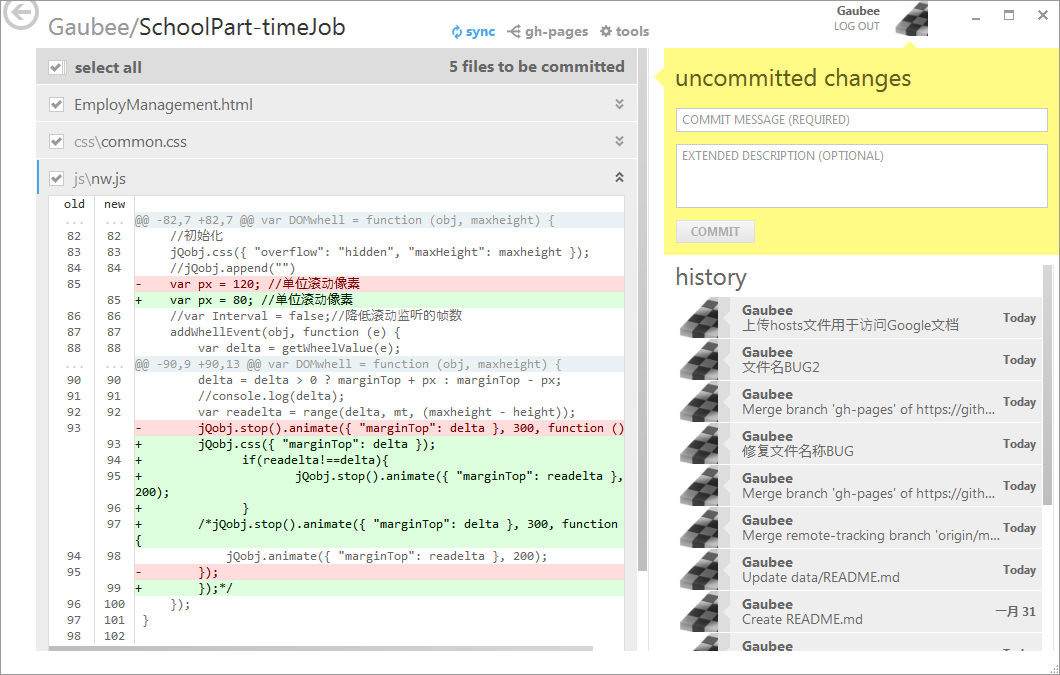 Gaubee/SchoolPart-timeJob
sync
gh-pages
tools
Gaubee
LOG OUT
select all
5 files to be committed
EmployManagement.html
css\common.css
js\nw.js
old new
... ... @@ -82,7 +82,7 @@ var DOMwhell = function (obj, maxheight) {
82 82 //初始化
83 83 jQobj.css({ "overflow": "hidden", "maxHeight": maxheight });
84 84 //jQobj.append("")
85 - var px = 120; //单位滚动像素
85 + var px = 80; //单位滚动像素
86 86 //var Interval = false;//降低滚动监听的帧数
87 87 addWhellEvent(obj, function (e) {
88 88 var delta = getWheelValue(e);
... ... @@ -90,9 +90,13 @@ var DOMwhell = function (obj, maxheight) {
90 90 delta = delta > 0 ? marginTop + px : marginTop - px;
91 91 //console.log(delta);
92 92 var readelta = range(delta, mt, (maxheight - height));
93 - jQobj.stop().animate({ "marginTop": delta }, 300, function ()
93 + jQobj.css({ "marginTop": delta });
94 + if(readelta!==delta){
95 + jQobj.stop().animate({ "marginTop": readelta },
200);
96 + }
97 + /*jQobj.stop().animate({ "marginTop": delta }, 300, function
{
94 98 jQobj.animate({ "marginTop": readelta }, 200);
95 - });
99 + });*/
96 100 });
97 101 }
98 102
uncommitted changes
COMMIT MESSAGE (REQUIRED)
EXTENDED DESCRIPTION (OPTIONAL)
COMMIT
history
Gaubee
上传hosts文件用于访问Google文档
Today
Gaubee
文件名BUG2
Today
Gaubee
Merge branch 'gh-pages' of https://gith...
Today
Gaubee
修复文件名称BUG
Today
Gaubee
Merge branch 'gh-pages' of https://gith...
Today
Gaubee
Merge remote-tracking branch 'origin/m...
Today
Gaubee
Update data/README.md
Today
Gaubee
Create README.md
一月 31
Gaubee